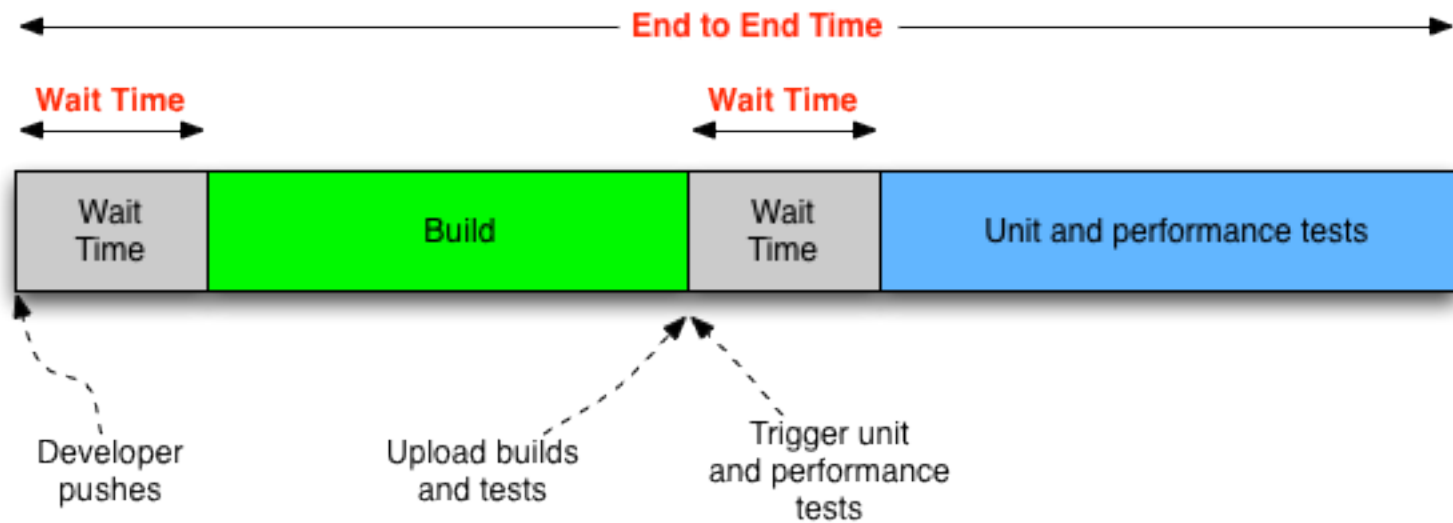 End to End Time
Wait Time
Wait Time
Wait
Time
Build
Wait
Time
Unit and performance tests
Developer
pushes
Upload builds
and tests
Trigger unit
and performance
tests